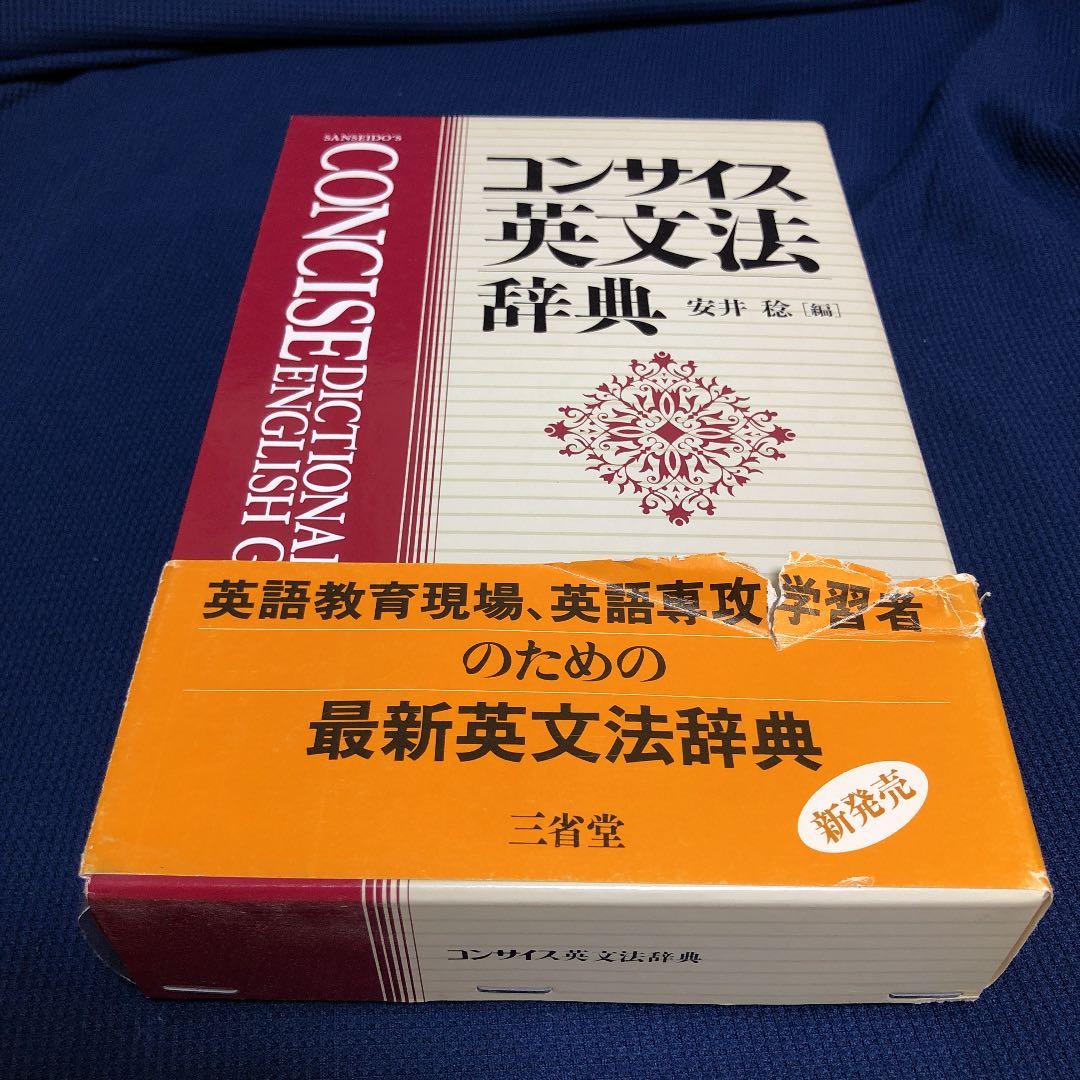 SANSEIDO'S
CONCISE
DICTIONA
ENGLISH G
コンサイス
英文法
辞典 安井 稔 [編]
英語教育現場、英語専攻学習者
のための
最新英文法辞典
三省堂
新発売
コンサイス英文法辞典